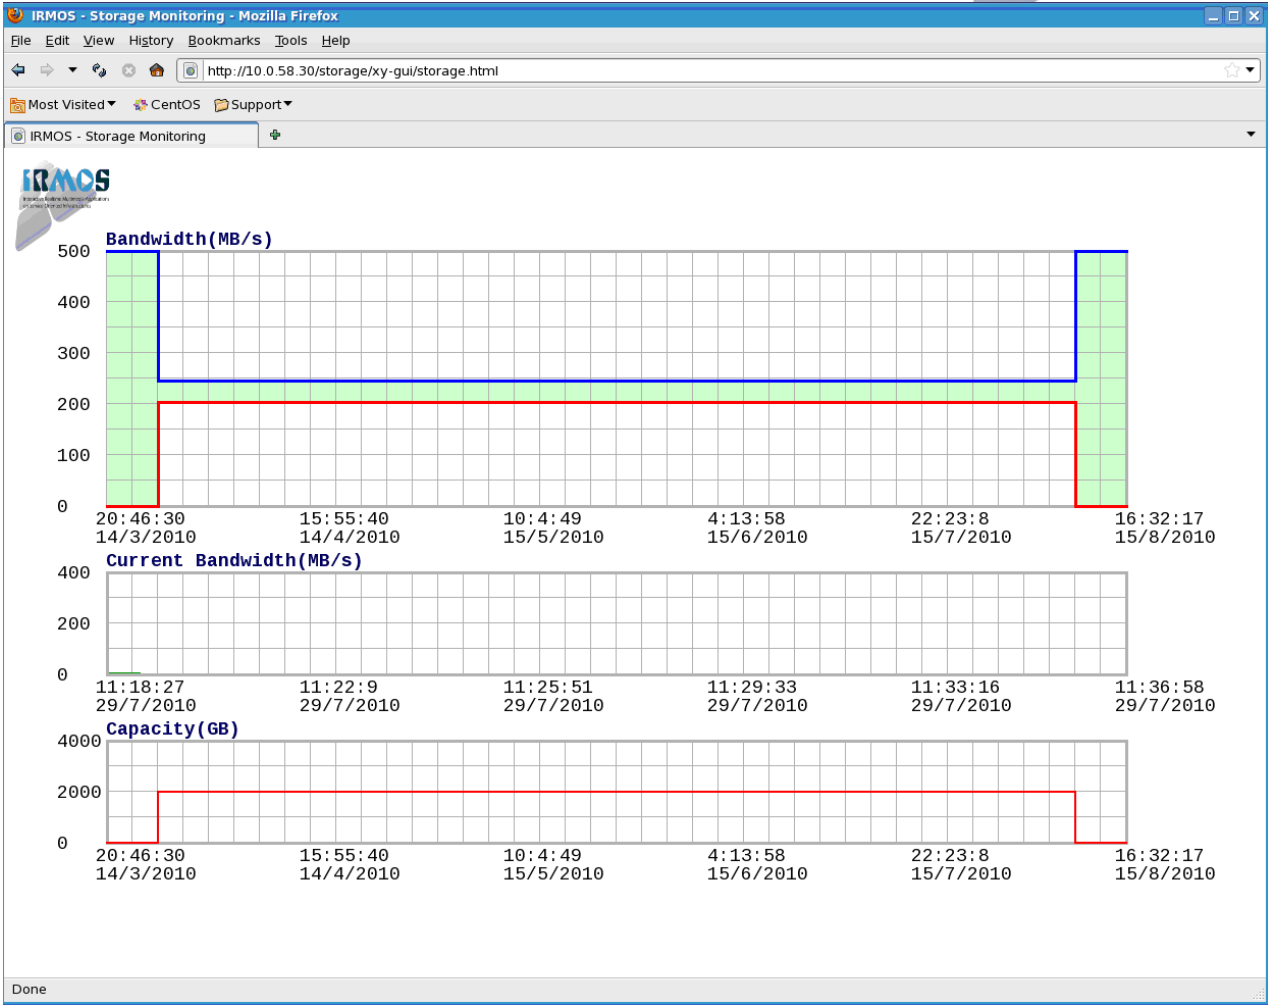 IRMOS - Storage Monitoring - Mozilla Firefox
File Edit View History Bookmarks Tools Help
http://10.0.58.30/storage/xy-gui/storage.html
Most Visited CentOS Support
IRMOS - Storage Monitoring
IRMOS
Interactive Realtime Multimedia Applications
on Service Oriented Infrastructures
Bandwidth(MB/s)
500
400
300
200
100
0
20:46:30 15:55:40 10:4:49 4:13:58 22:23:8 16:32:17
14/3/2010 14/4/2010 15/5/2010 15/6/2010 15/7/2010 15/8/2010
Current Bandwidth(MB/s)
400
200
0
11:18:27 11:22:9 11:25:51 11:29:33 11:33:16 11:36:58
29/7/2010 29/7/2010 29/7/2010 29/7/2010 29/7/2010 29/7/2010
Capacity(GB)
4000
2000
0
20:46:30 15:55:40 10:4:49 4:13:58 22:23:8 16:32:17
14/3/2010 14/4/2010 15/5/2010 15/6/2010 15/7/2010 15/8/2010
Done